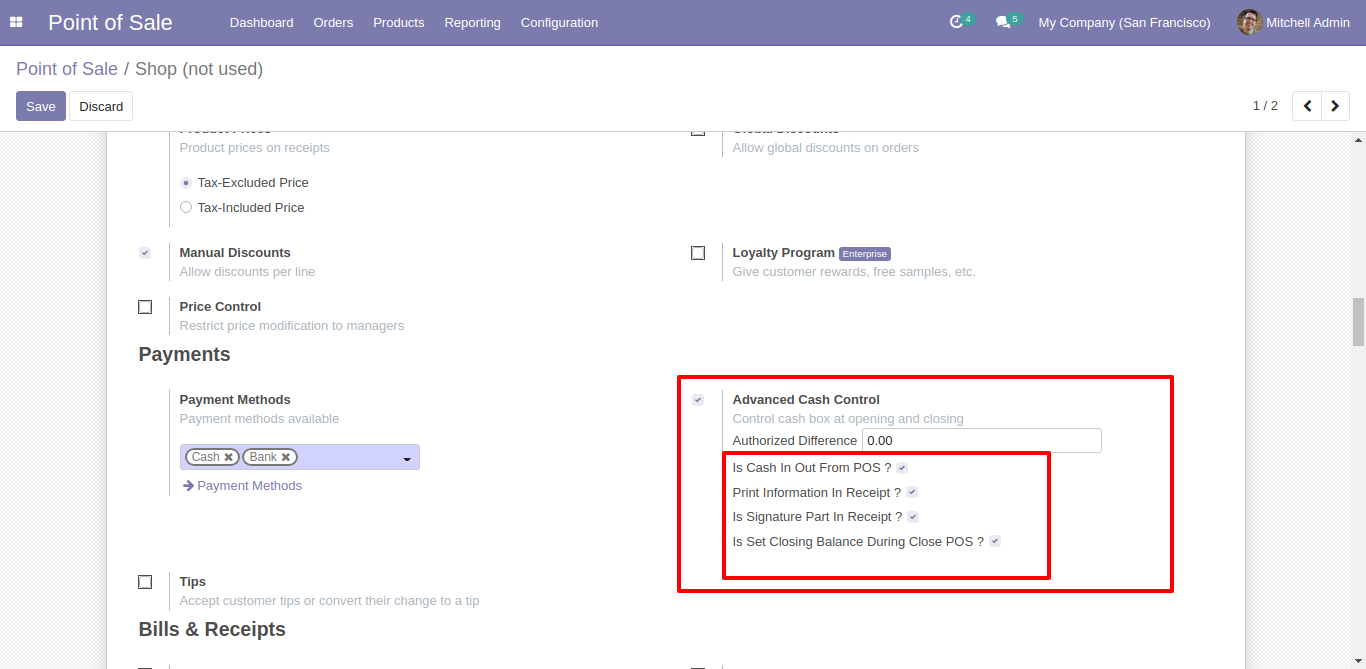 Point of Sale Dashboard Orders Products Reporting Configuration 4 5 My Company (San Francisco) Mitchell Admin
Point of Sale / Shop (not used)
Save Discard 1 / 2
Product Prices Global Discounts
Product prices on receipts Allow global discounts on orders
Tax-Excluded Price
Tax-Included Price
Manual Discounts Loyalty Program Enterprise
Allow discounts per line Give customer rewards, free samples, etc.
Price Control
Restrict price modification to managers
Payments
Payment Methods
Payment methods available
Cash Bank
Payment Methods
Advanced Cash Control
Control cash box at opening and closing
Authorized Difference 0.00
Is Cash In Out From POS ?
Print Information In Receipt ?
Is Signature Part In Receipt ?
Is Set Closing Balance During Close POS ?
Tips
Accept customer tips or convert their change to a tip
Bills & Receipts